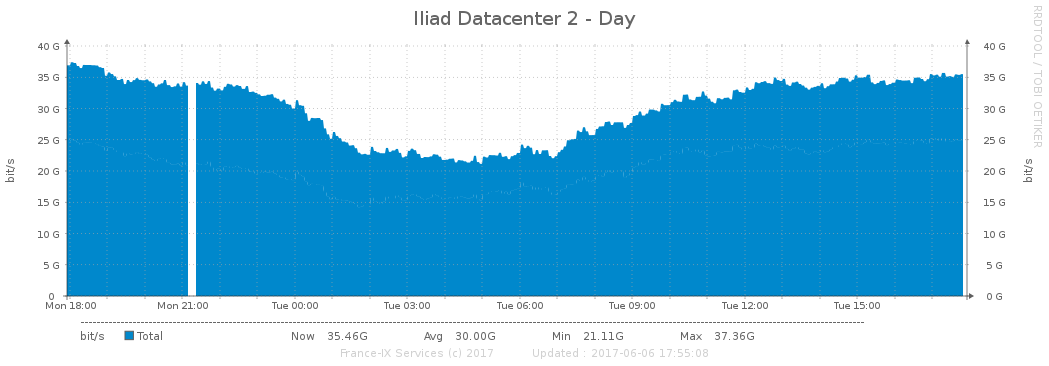 Iliad Datacenter 2 - Day
RRDTOOL / TOBI OETIKER
40 G 40 G
35 G 35 G
30 G 30 G
25 G 25 G
20 G 20 G
15 G 15 G
10 G 10 G
5 G 5 G
0 0 G
bit/s bit/s
Mon 18:00 Mon 21:00 Tue 00:00 Tue 03:00 Tue 06:00 Tue 09:00 Tue 12:00 Tue 15:00
bit/s Total Now 35.46G Avg 30.00G Min 21.11G Max 37.36G
France-IX Services (c) 2017 Updated : 2017-06-06 17:55:08